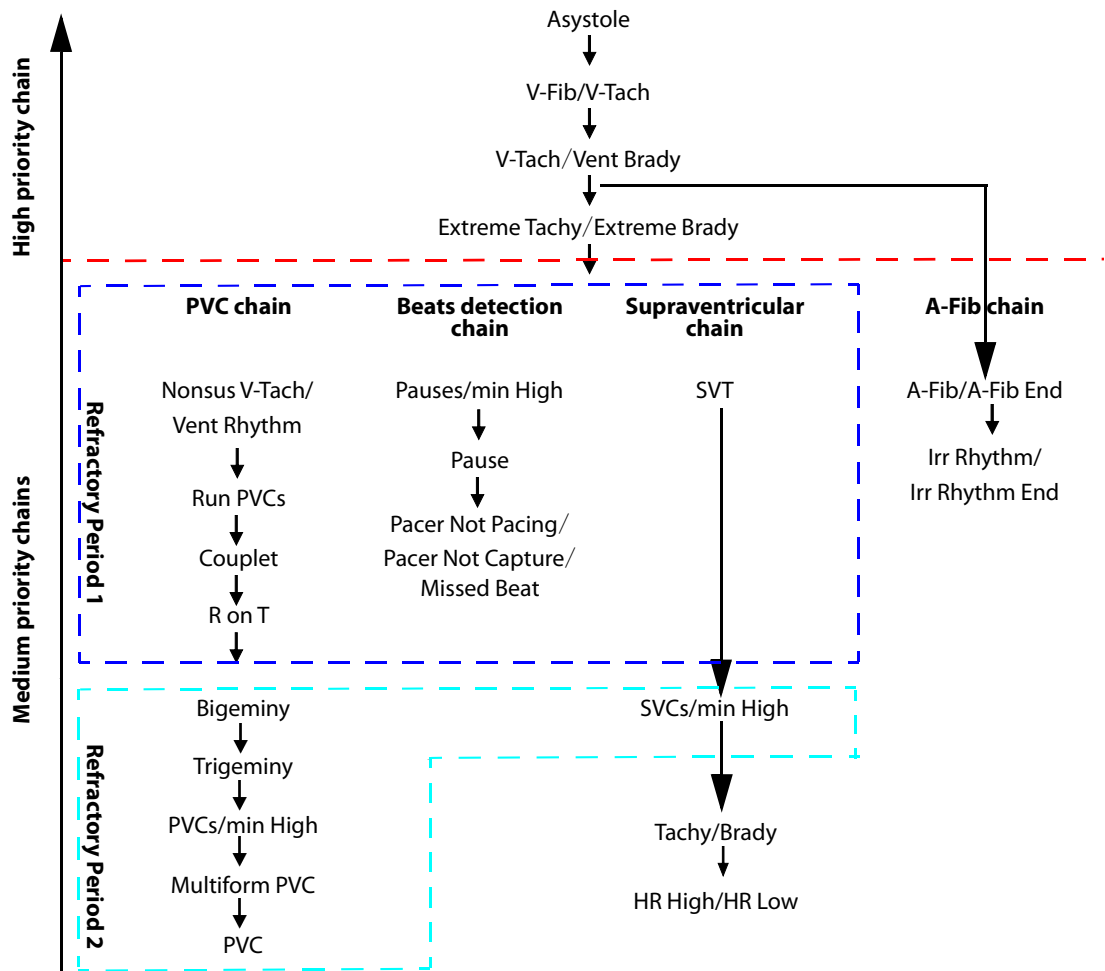 High priority chain
Asystole
V-Fib/V-Tach
V-Tach/Vent Brady
Extreme Tachy/Extreme Brady
Medium priority chains
Refractory Period 1
PVC chain
Nonsus V-Tach/
Vent Rhythm
Run PVCs
Couplet
R on T
Beats detection
chain
Pauses/min High
Pause
Pacer Not Pacing/
Pacer Not Capture/
Missed Beat
Supraventricular
chain
SVT
A-Fib chain
A-Fib/A-Fib End
Irr Rhythm/
Irr Rhythm End
Refractory Period 2
Bigeminy
Trigeminy
PVCs/min High
Multiform PVC
PVC
SVCs/min High
Tachy/Brady
HR High/HR Low